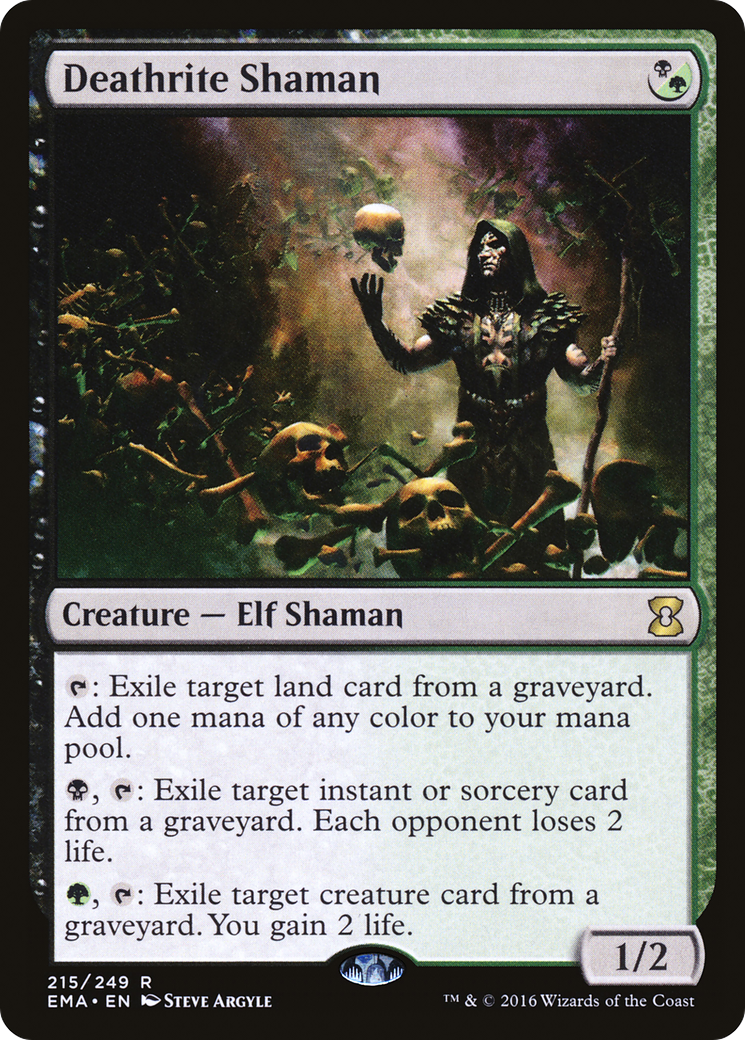 Deathrite Shaman
Creature — Elf Shaman
: Exile target land card from a graveyard.
Add one mana of any color to your mana
pool.
, : Exile target instant or sorcery card
from a graveyard. Each opponent loses 2
life.
, : Exile target creature card from a
graveyard. You gain 2 life.
1/2
215/249 R
EMA • EN Steve Argyle
™ & © 2016 Wizards of the Coast